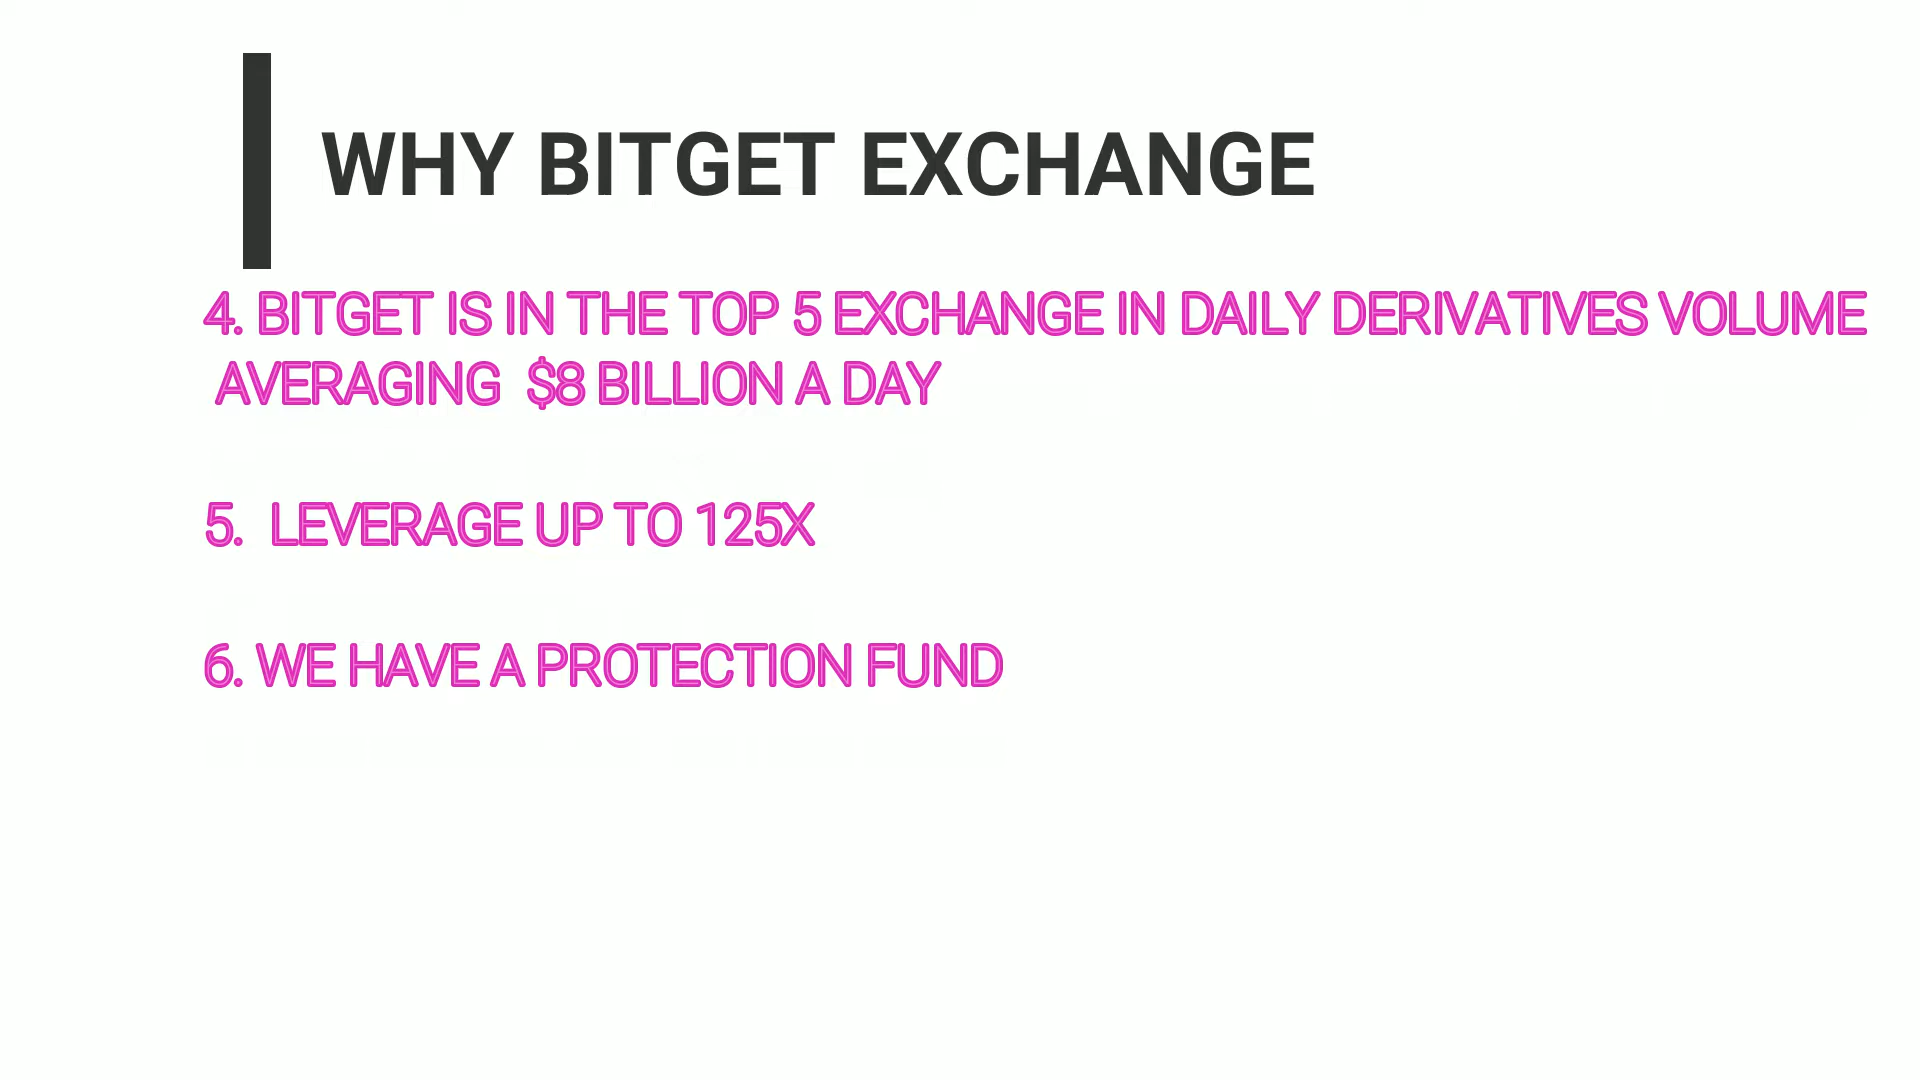 WHY BITGET EXCHANGE
4. BITGET IS IN THE TOP 5 EXCHANGE IN DAILY DERIVATIVES VOLUME
AVERAGING  $8 BILLION A DAY
5.  LEVERAGE UP TO 125X
6. WE HAVE A PROTECTION FUND